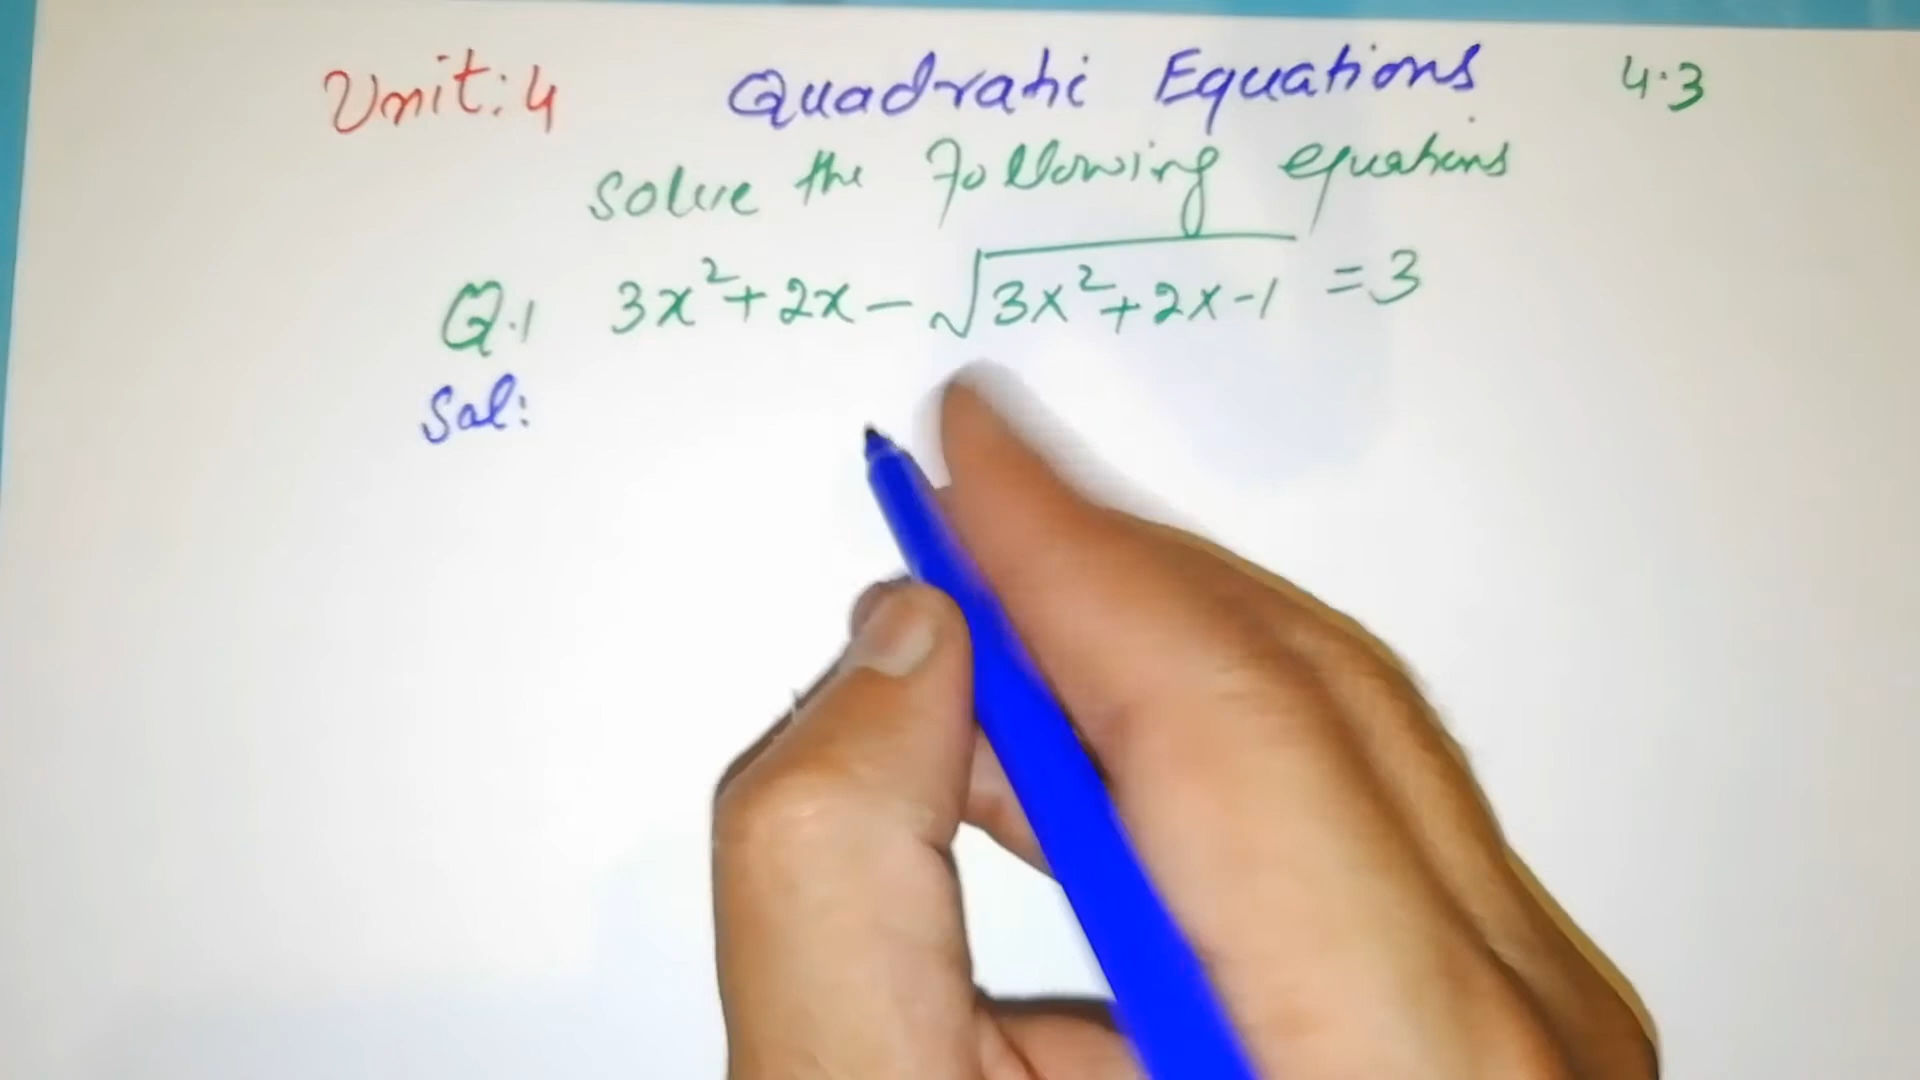 Unit: 4 Quadratic Equations 4.3
Solve the following equations
Q.1 3x²+2x-√(3x²+2x-1) =3
Sol: